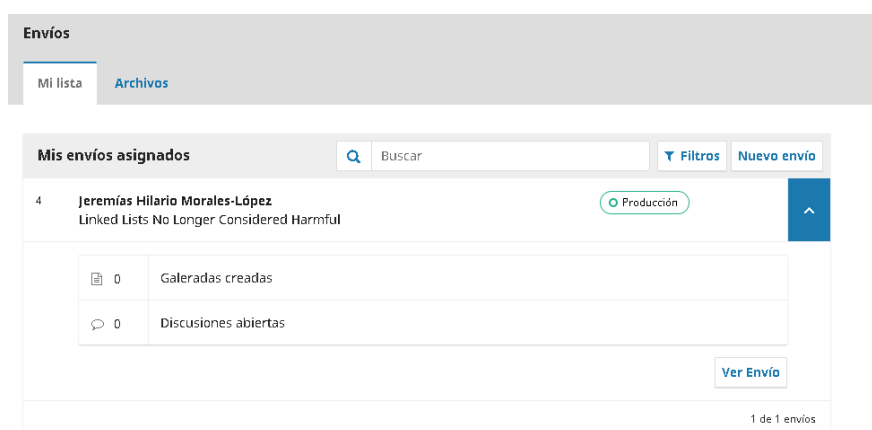 Envíos
Mi lista Archivos
Mis envíos asignados Buscar Filtros Nuevo envío
4 Jeremías Hilario Morales-López Producción
Linked Lists No Longer Considered Harmful
0 Galeradas creadas
0 Discusiones abiertas
Ver Envío
1 de 1 envíos